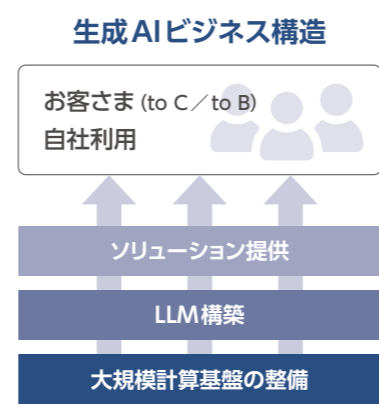 生成AIビジネス構造
お客さま (to C／to B)
自社利用
ソリューション提供
LLM構築
大規模計算基盤の整備